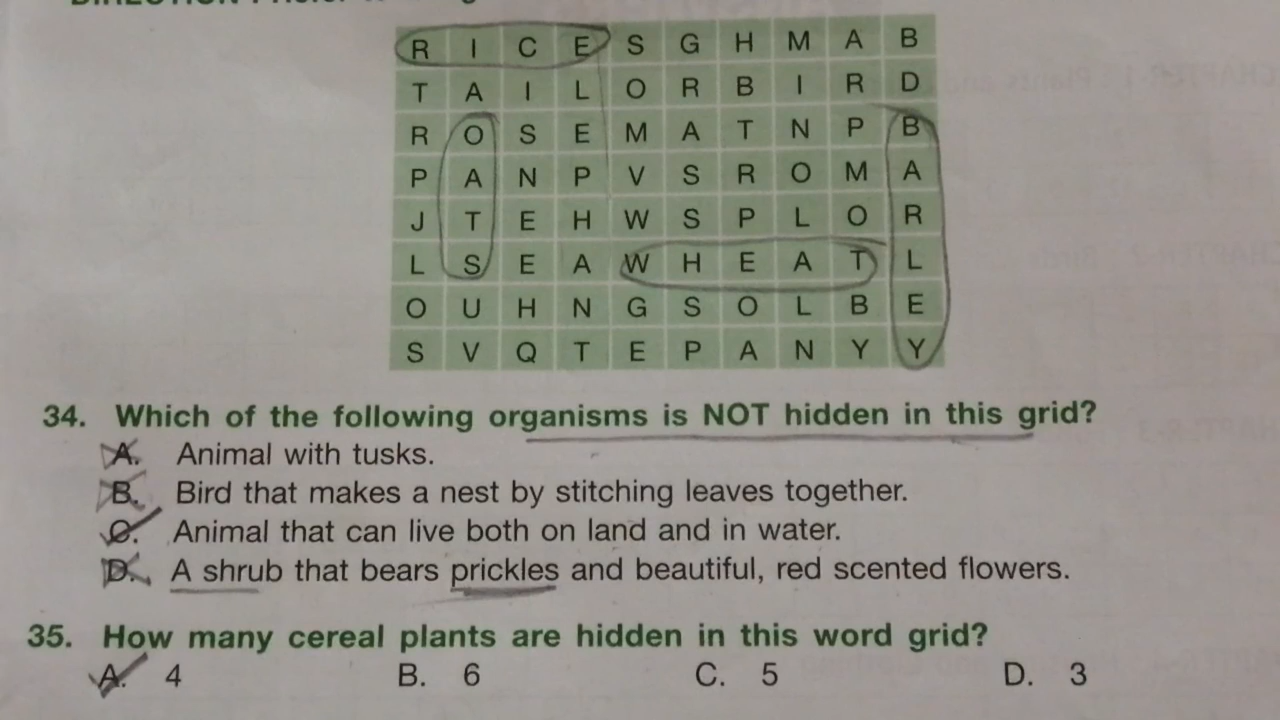 R I C E S G H M A B
T A I L O R B I R D
R O S E M A T N P B
P A N P V S R O M A
J T E H W S P L O R
L S E A W H E A T L
O U H N G S O L B E
S V Q T E P A N Y Y
34. Which of the following organisms is NOT hidden in this grid?
A. Animal with tusks.
B. Bird that makes a nest by stitching leaves together.
C. Animal that can live both on land and in water.
D. A shrub that bears prickles and beautiful, red scented flowers.
35. How many cereal plants are hidden in this word grid?
A. 4 B. 6 C. 5 D. 3